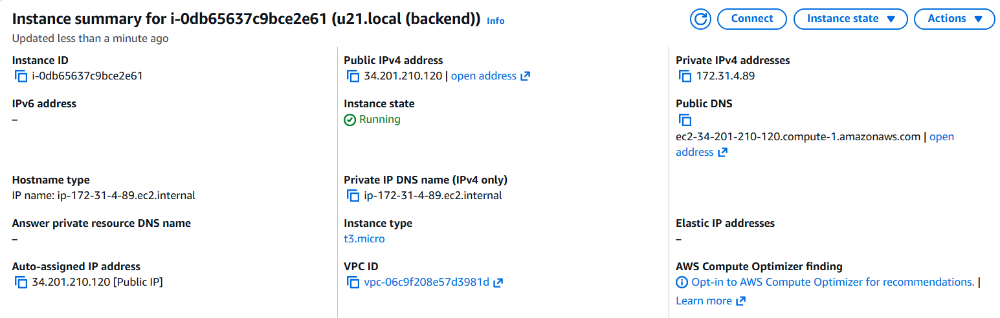 Instance summary for i-0db65637c9bce2e61 (u21.local (backend)) Info
Updated less than a minute ago
Connect
Instance state
Actions
Instance ID
i-0db65637c9bce2e61
Public IPv4 address
34.201.210.120 | open address
Private IPv4 addresses
172.31.4.89
IPv6 address
–
Instance state
Running
Public DNS
ec2-34-201-210-120.compute-1.amazonaws.com | open
address
Hostname type
IP name: ip-172-31-4-89.ec2.internal
Private IP DNS name (IPv4 only)
ip-172-31-4-89.ec2.internal
Answer private resource DNS name
–
Instance type
t3.micro
Elastic IP addresses
–
Auto-assigned IP address
34.201.210.120 [Public IP]
VPC ID
vpc-06c9f208e57d3981d
AWS Compute Optimizer finding
Opt-in to AWS Compute Optimizer for recommendations. |
Learn more